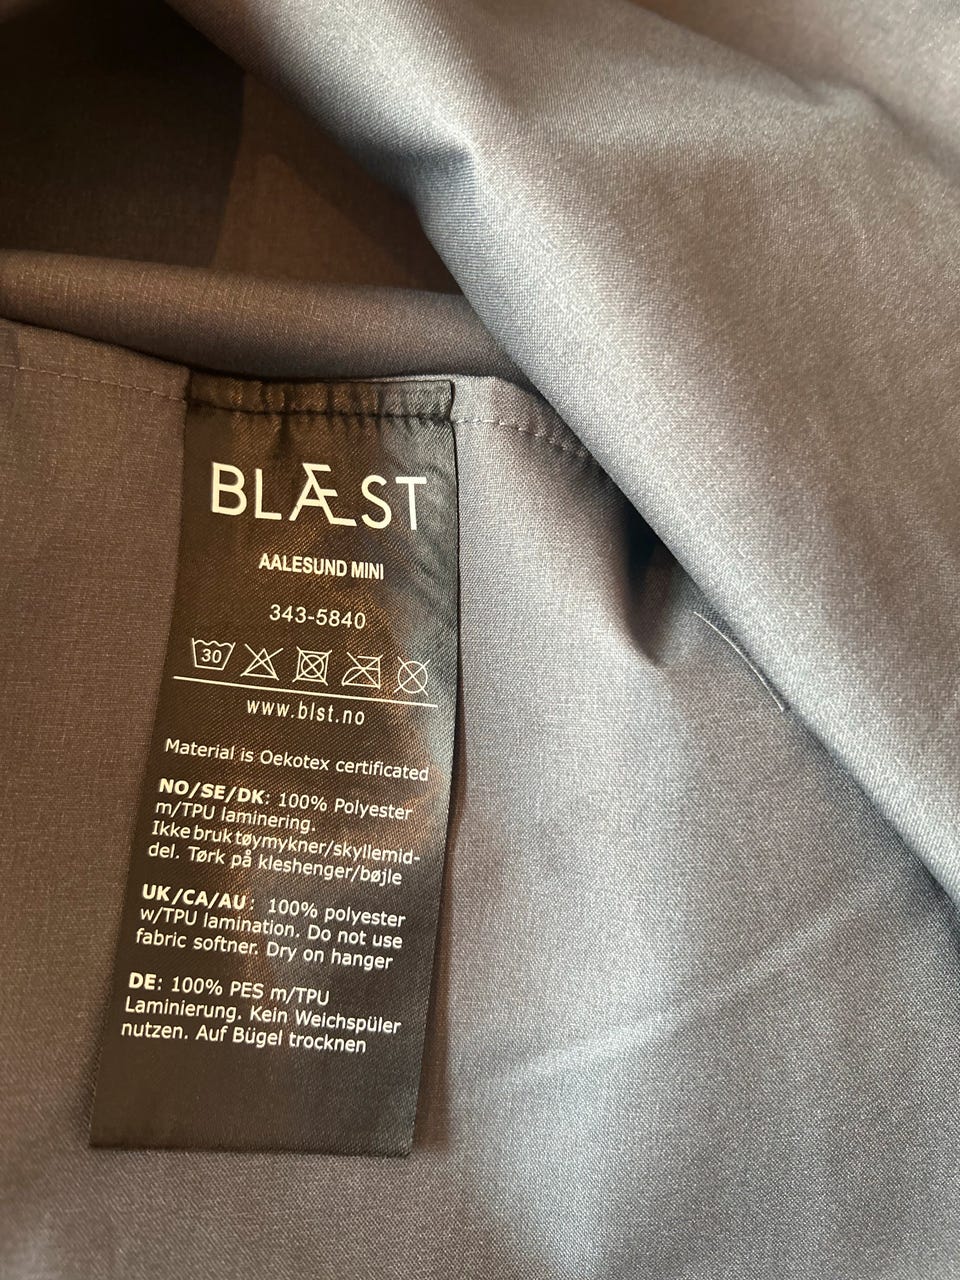 BLÆST
AALESUND MINI
343-5840
30
www.blst.no
Material is Oekotex certificated
NO/SE/DK: 100% Polyester
m/TPU laminering.
Ikke bruk tøymykner/skyllemid-
del. Tørk på kleshenger/bøjle
UK/CA/AU: 100% polyester
w/TPU lamination. Do not use
fabric softner. Dry on hanger
DE: 100% PES m/TPU
Laminierung. Kein Weichspüler
nutzen. Auf Bügel trocknen